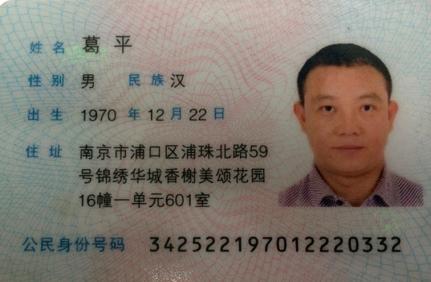 姓名 葛平
性别 男 民族 汉
出生 1970 年 12 月 22 日
住址 南京市浦口区浦珠北路59
号锦绣华城香榭美颂花园
16幢一单元601室
公民身份号码 342522197012220332